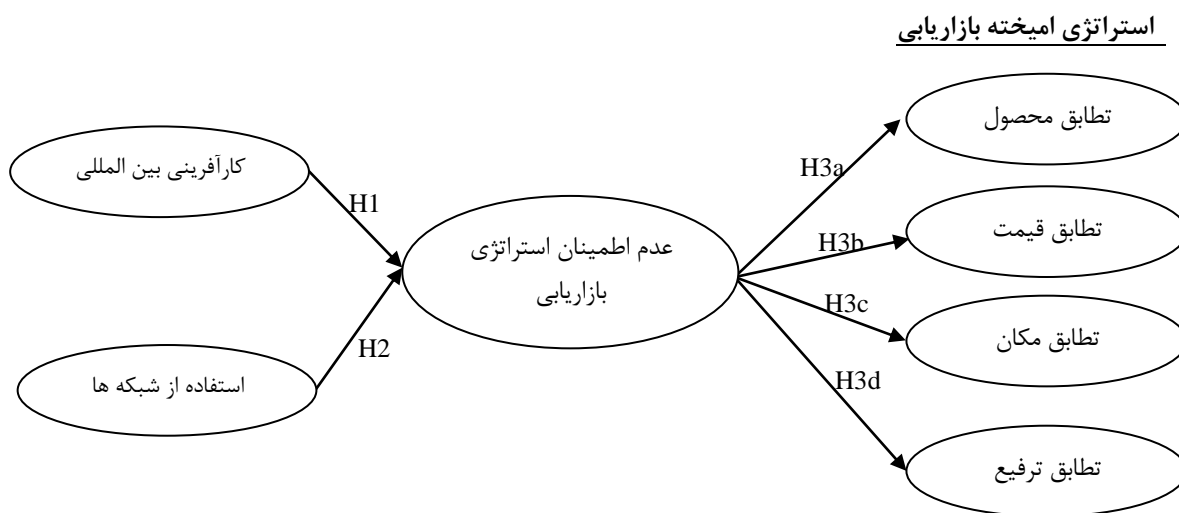 استراتژی امیخته بازاریابی
تطابق محصول
کارآفرینی بین المللی
H3a
H1
تطابق قیمت
H3b
عدم اطمینان استراتژی
بازاریابی
H3c
تطابق مکان
H2
H3d
استفاده از شبکه ها
تطابق ترفیع